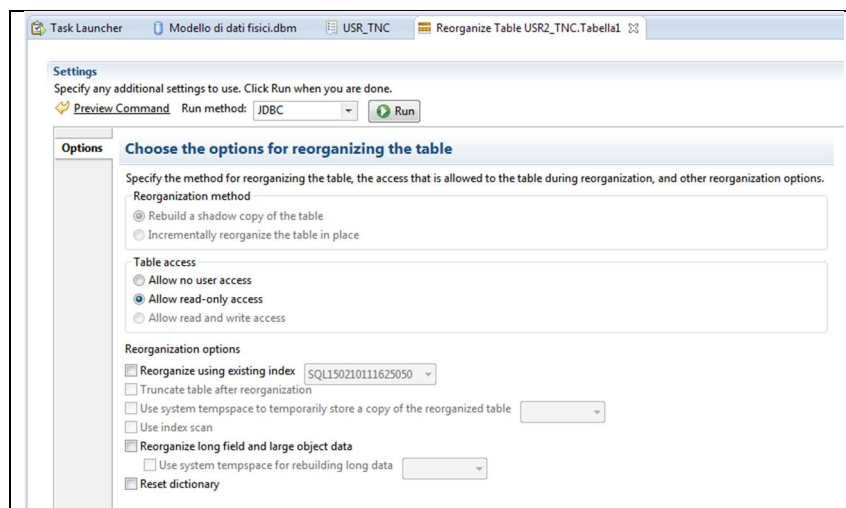 Task Launcher Modello di dati fisici.dbm USR_TNC Reorganize Table USR2_TNC.Tabella1
Settings
Specify any additional settings to use. Click Run when you are done.
Preview Command Run method: JDBC Run
Options Choose the options for reorganizing the table
Specify the method for reorganizing the table, the access that is allowed to the table during reorganization, and other reorganization options.
Reorganization method
Rebuild a shadow copy of the table
Incrementally reorganize the table in place
Table access
Allow no user access
Allow read-only access
Allow read and write access
Reorganization options
Reorganize using existing index SQL150210111625050
Truncate table after reorganization
Use system tempspace to temporarily store a copy of the reorganized table
Use index scan
Reorganize long field and large object data
Use system tempspace for rebuilding long data
Reset dictionary